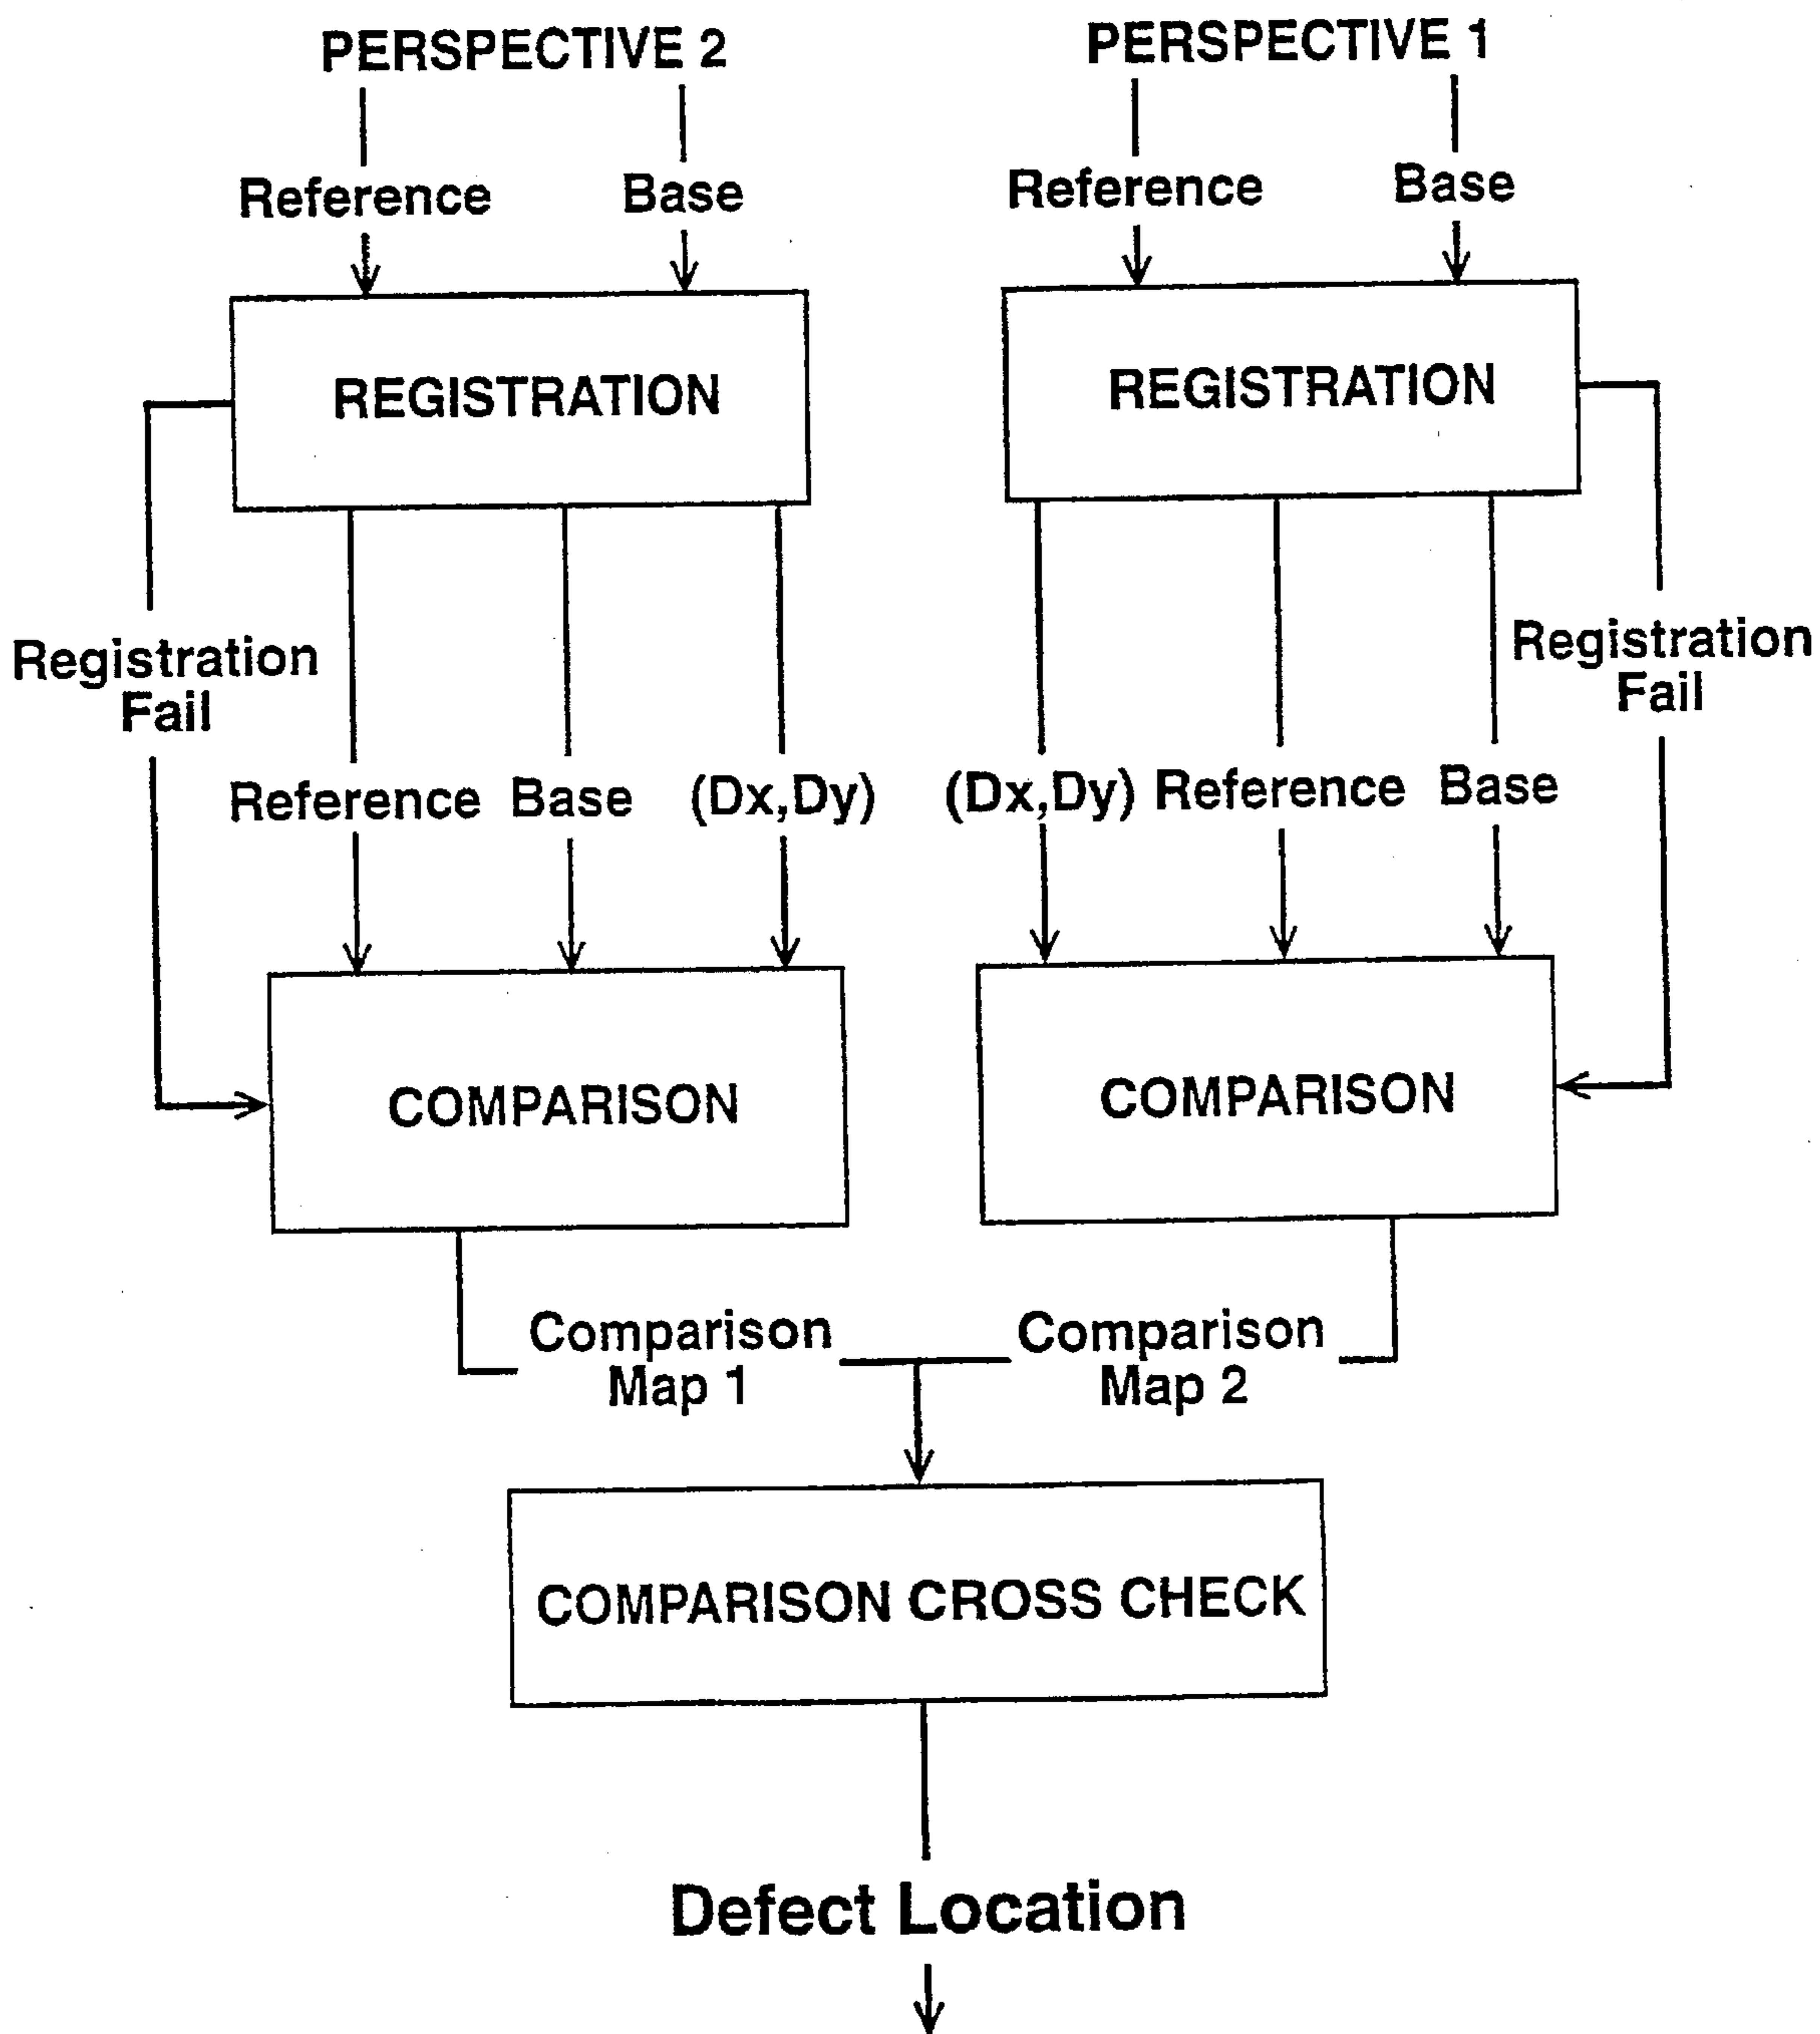 PERSPECTIVE 2
PERSPECTIVE 1
Reference
Base
Reference
Base
REGISTRATION
REGISTRATION
Registration
Fail
Registration
Fail
Reference
Base
(Dx,Dy)
(Dx,Dy)
Reference
Base
COMPARISON
COMPARISON
Comparison
Map 1
Comparison
Map 2
COMPARISON CROSS CHECK
Defect Location